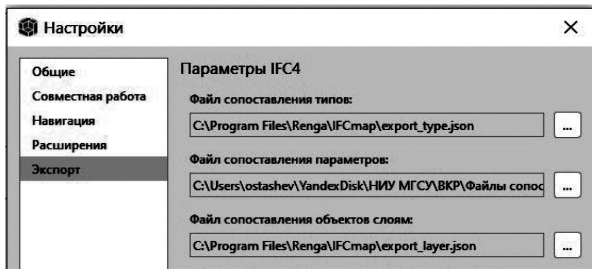 Настройки
Общие
Совместная работа
Навигация
Расширения
Экспорт
Параметры IFC4
Файл сопоставления типов:
C:\Program Files\Renga\IFCmap\export_type.json
...
Файл сопоставления параметров:
C:\Users\ostashev\YandexDisk\НИУ МГСУ\ВКР\Файлы сопос
...
Файл сопоставления объектов слоям:
C:\Program Files\Renga\IFCmap\export_layer.json
...